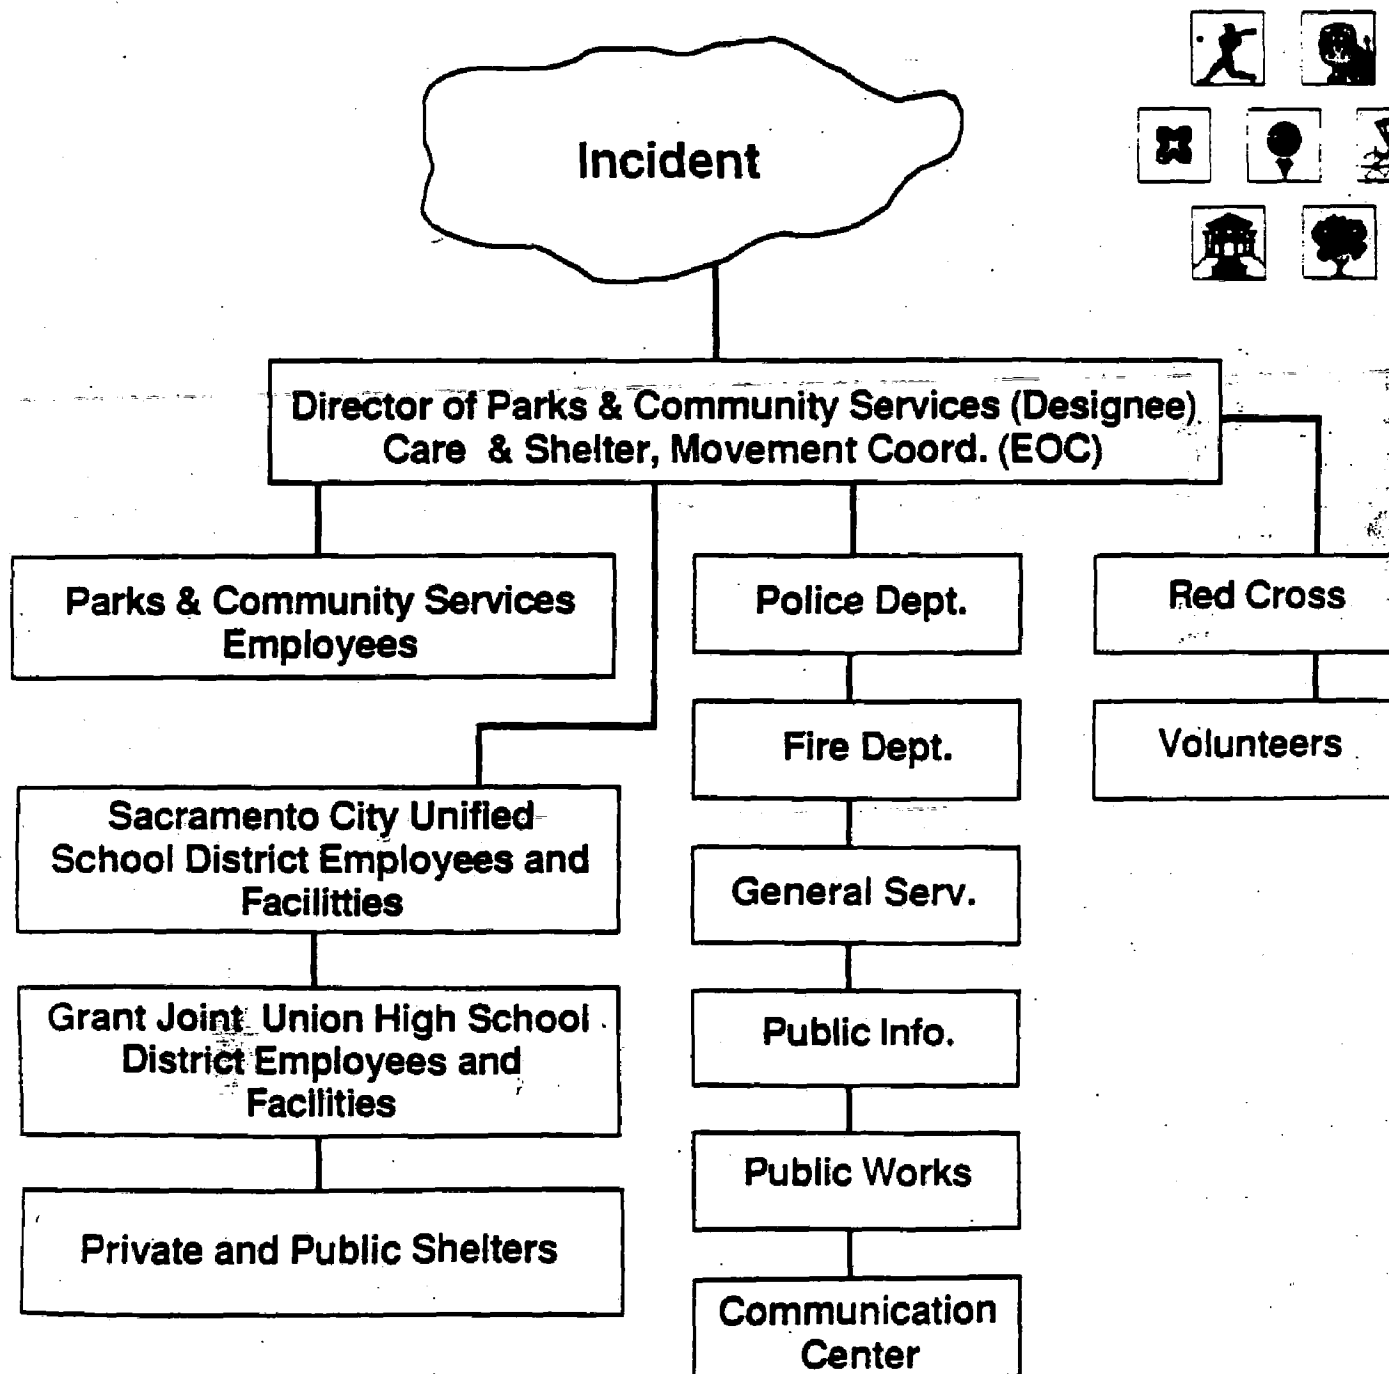 Incident
Director of Parks & Community Services (Designee)
Care & Shelter, Movement Coord. (EOC)
Parks & Community Services
Employees
Police Dept.
Red Cross
Fire Dept.
Volunteers
Sacramento City Unified
School District Employees and
Facilitties
General Serv.
Grant Joint Union High School
District Employees and
Facilities
Public Info.
Public Works
Private and Public Shelters
Communication
Center